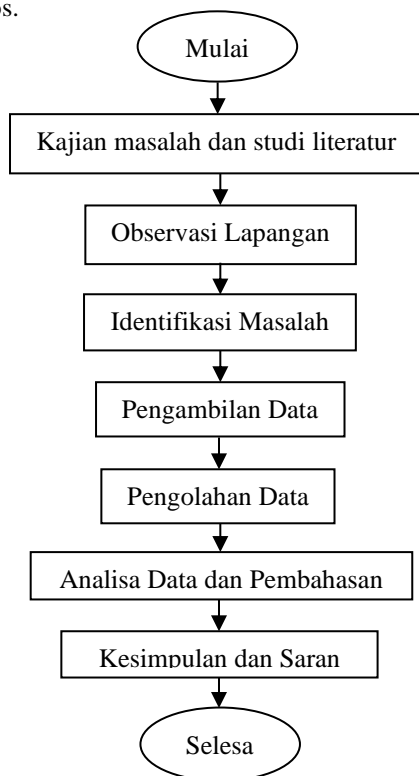 os.
Mulai
Kajian masalah dan studi literatur
Observasi Lapangan
Identifikasi Masalah
Pengambilan Data
Pengolahan Data
Analisa Data dan Pembahasan
Kesimpulan dan Saran
Selesa